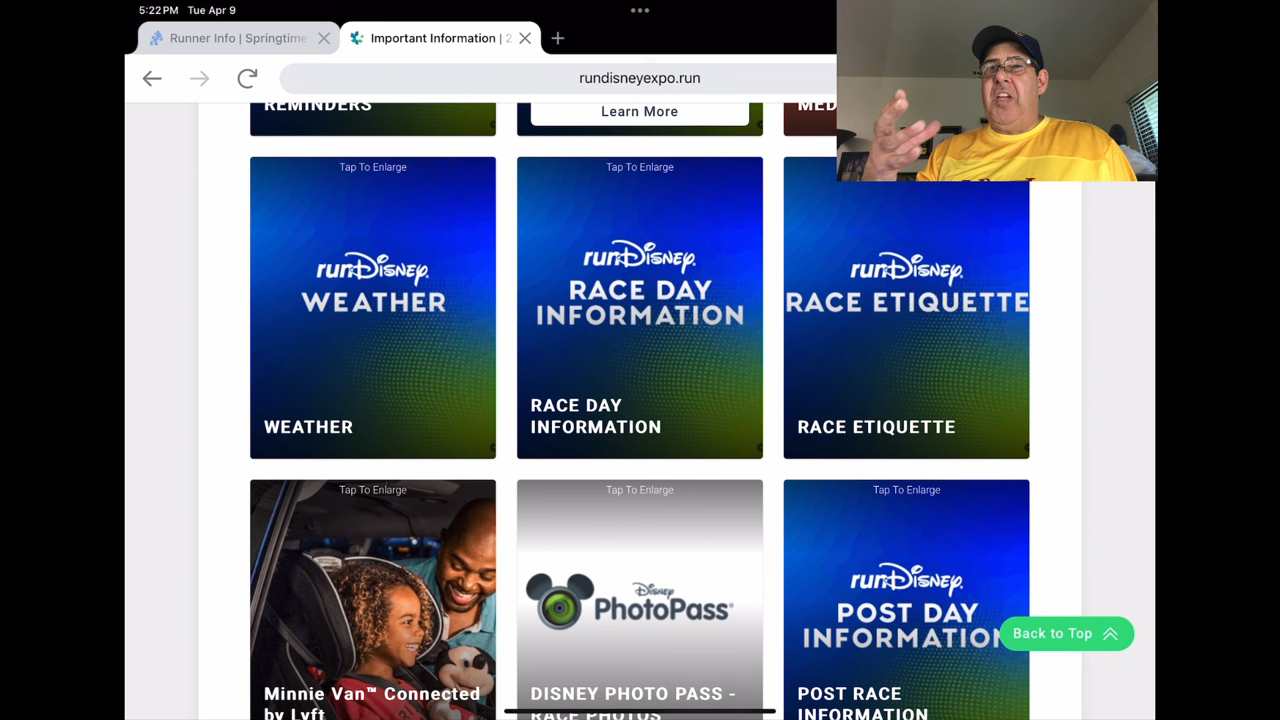 5:22 PM Tue Apr 9
Runner Info | Springtime
Important Information | 2
rundisneyexpo.run
REMINDERS
Learn More
MED
Tap To Enlarge
runDisney
WEATHER
WEATHER
Tap To Enlarge
runDisney
RACE DAY
INFORMATION
RACE DAY
INFORMATION
runDisney
RACE ETIQUETTE
RACE ETIQUETTE
Tap To Enlarge
Minnie Van™ Connected
by Lyft
Tap To Enlarge
Disney
PhotoPass
DISNEY PHOTO PASS -
RACE PHOTOS
Tap To Enlarge
runDisney
POST DAY
INFORMATION
POST RACE
INFORMATION
Back to Top